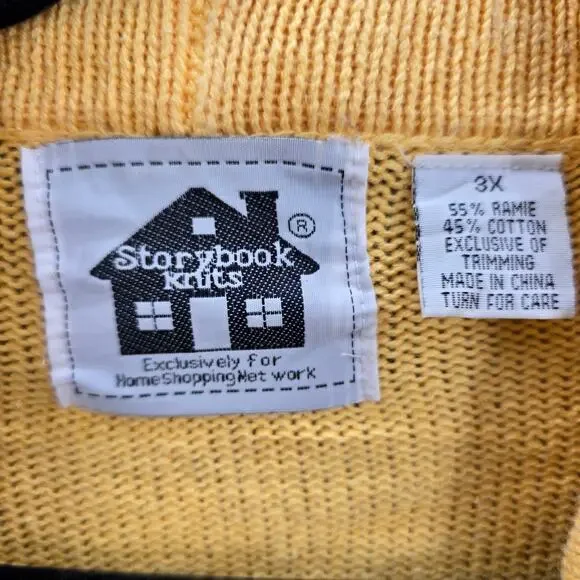 Storybook
Knits
®
Exclusively for
HomeShoppingNetwork
3X
55% RAMIE
45% COTTON
EXCLUSIVE OF
TRIMMING
MADE IN CHINA
TURN FOR CARE